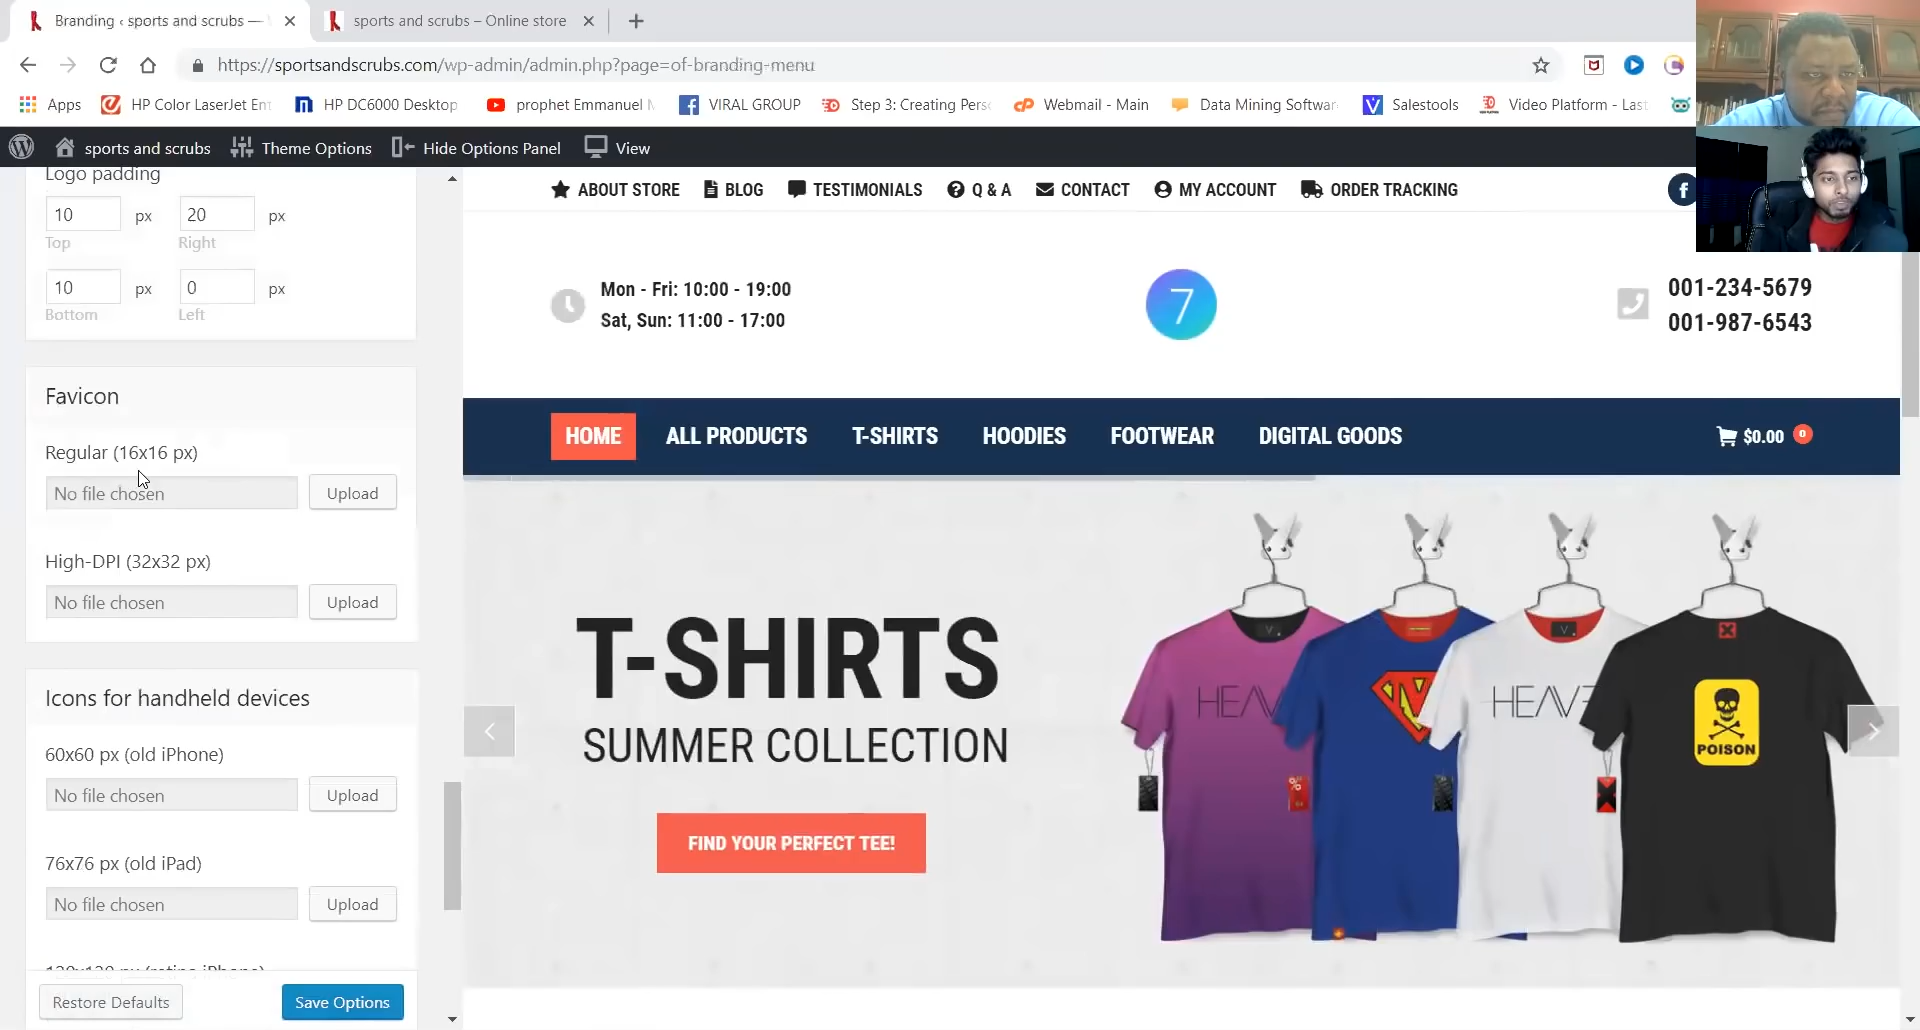 Branding ‹ sports and scrubs —
sports and scrubs – Online store
https://sportsandscrubs.com/wp-admin/admin.php?page=of-branding-menu
Apps
HP Color LaserJet Ent
HP DC6000 Desktop
prophet Emmanuel
VIRAL GROUP
Step 3: Creating Pers
Webmail - Main
Data Mining Softwar
Salestools
Video Platform - Last
sports and scrubs
Theme Options
Hide Options Panel
View
Logo padding
10 px 20 px
Top Right
10 px 0 px
Bottom Left
Favicon
Regular (16x16 px)
No file chosen Upload
High-DPI (32x32 px)
No file chosen Upload
Icons for handheld devices
60x60 px (old iPhone)
No file chosen Upload
76x76 px (old iPad)
No file chosen Upload
120x120 px (retina iPhone)
Restore Defaults
Save Options
ABOUT STORE
BLOG
TESTIMONIALS
Q & A
CONTACT
MY ACCOUNT
ORDER TRACKING
Mon - Fri: 10:00 - 19:00
Sat, Sun: 11:00 - 17:00
7
001-234-5679
001-987-6543
HOME
ALL PRODUCTS
T-SHIRTS
HOODIES
FOOTWEAR
DIGITAL GOODS
$0.00 0
T-SHIRTS
SUMMER COLLECTION
FIND YOUR PERFECT TEE!
POISON